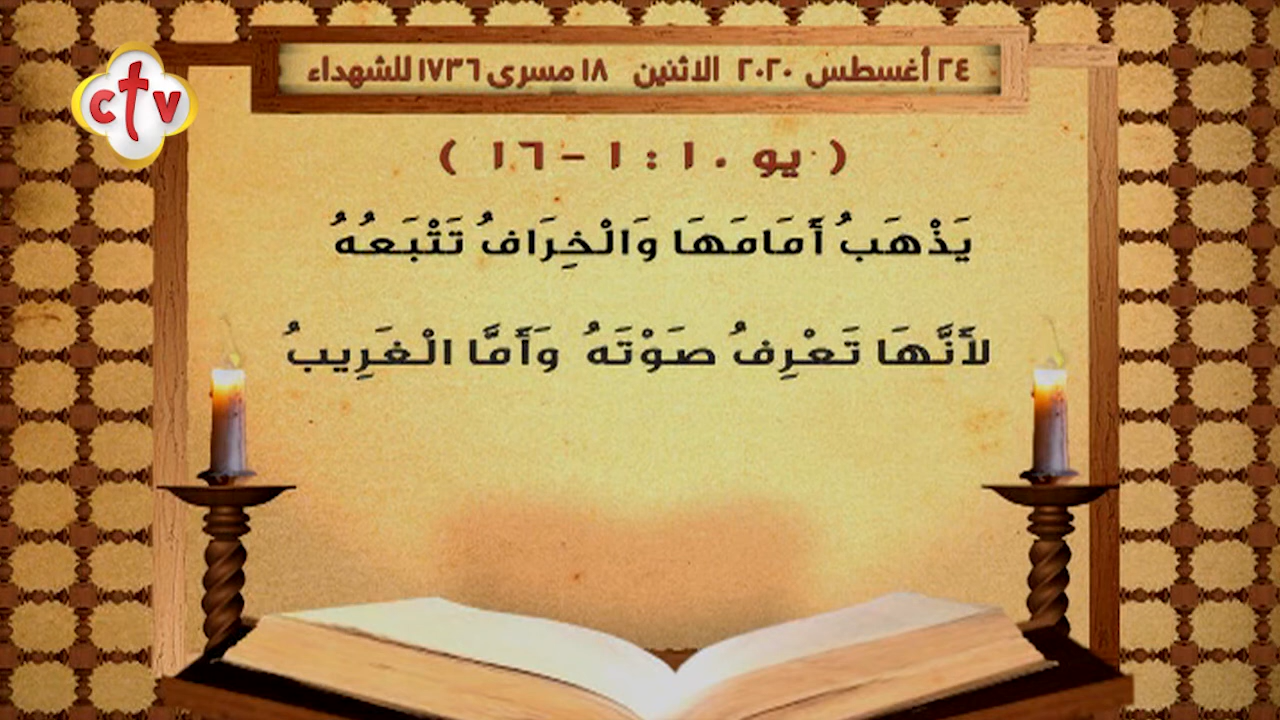 ctv
٢٤ أغسطس ٢٠٢٠ الاثنين ١٨ مسرى ١٧٣٦ للشهداء
( يو ١٠ : ١ - ١٦ )
يَذْهَبُ أَمَامَهَا وَالْخِرَافُ تَتْبَعُهُ
لأَنَّهَا تَعْرِفُ صَوْتَهُ وَأَمَّا الْغَرِيبُ